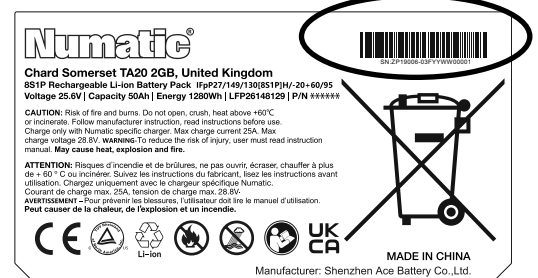 Numatic®
SN:ZP19006-03FYYWW00001
Chard Somerset TA20 2GB, United Kingdom
8S1P Rechargeable Li-ion Battery Pack IFpP27/149/130[8S1P]H/-20+60/95
Voltage 25.6V | Capacity 50Ah | Energy 1280Wh | LFP26148129 | P/N ******
CAUTION: Risk of fire and burns. Do not open, crush, heat above +60℃
or incinerate. Follow manufacturer instruction, read instructions before use.
Charge only with Numatic specific charger. Max charge current 25A. Max
charge voltage 28.8V. WARNING-To reduce the risk of injury, user must read instruction
manual. May cause heat, explosion and fire.
ATTENTION: Risques d'incendie et de brûlures, ne pas ouvrir, écraser, chauffer à plus
de + 60 ° C ou incinérer. Suivez les instructions du fabricant, lisez les instructions avant
utilisation. Chargez uniquement avec le chargeur spécifique Numatic.
Courant de charge max. 25A, tension de charge max. 28.8V-
AVERTISSEMENT – Pour prévenir les blessures, l'utilisateur doit lire le manuel d'utilisation.
Peut causer de la chaleur, de l'explosion et un incendie.
CE
Li-ion
UK
CA
MADE IN CHINA
Manufacturer: Shenzhen Ace Battery Co.,Ltd.